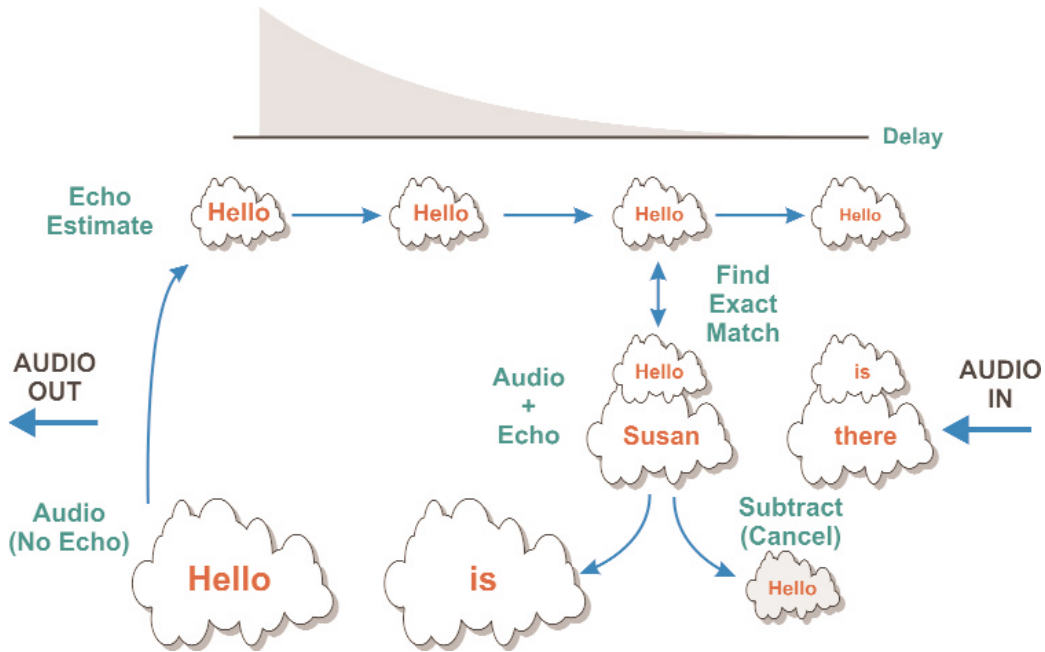 Delay
Echo
Estimate
Hello
Hello
Hello
Hello
Find
Exact
Match
AUDIO
OUT
Audio
+
Echo
Hello
Susan
is
there
AUDIO
IN
Audio
(No Echo)
Hello
is
Subtract
(Cancel)
Hello